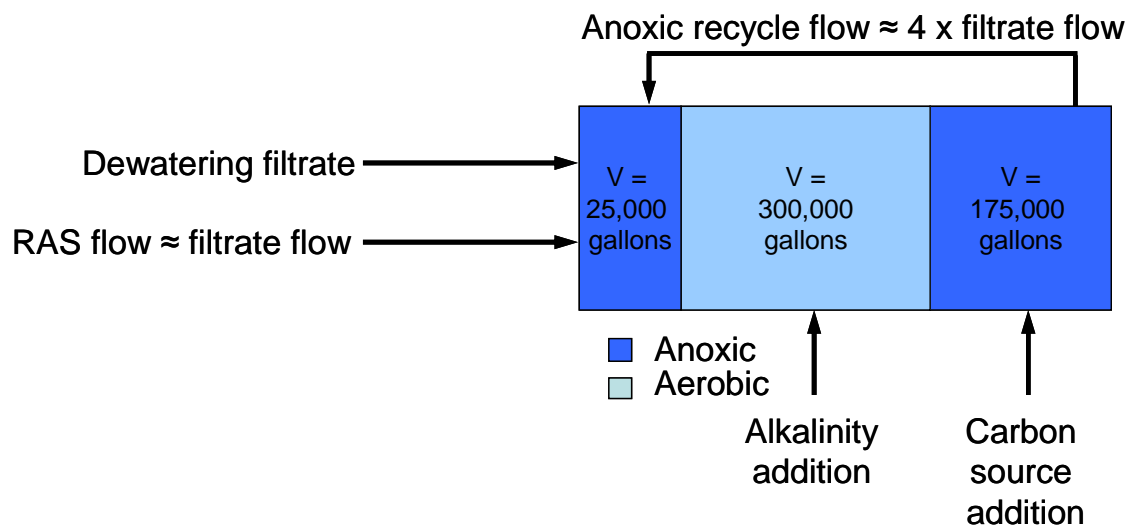 Anoxic recycle flow ≈ 4 x filtrate flow
Dewatering filtrate
RAS flow ≈ filtrate flow
V =
25,000
gallons
V =
300,000
gallons
V =
175,000
gallons
Anoxic
Aerobic
Alkalinity
addition
Carbon
source
addition